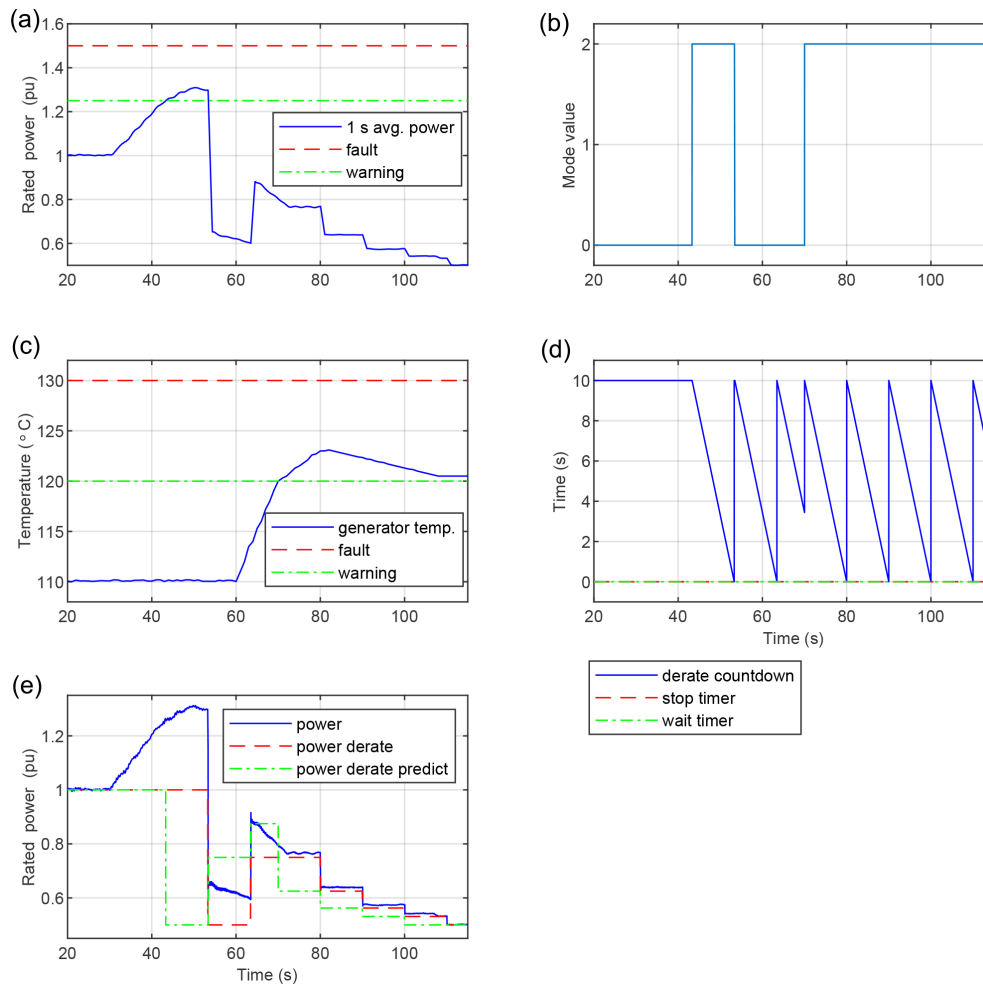 (a)
1.6
1.4
1.2
1
0.8
0.6
Rated power (pu)
1 s avg. power
fault
warning
20 40 60 80 100
(b)
2
1
0
Mode value
20 40 60 80 100
(c)
130
125
120
115
110
Temperature (°C)
generator temp.
fault
warning
20 40 60 80 100
(d)
10
8
6
4
2
0
Time (s)
20 40 60 80 100
Time (s)
derate countdown
stop timer
wait timer
(e)
1.2
1
0.8
0.6
Rated power (pu)
power
power derate
power derate predict
20 40 60 80 100
Time (s)